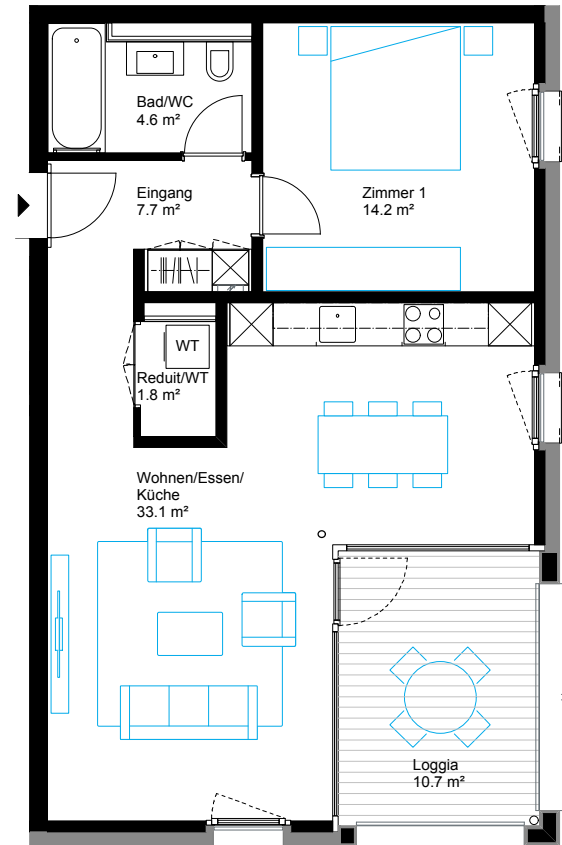 Bad/WC
4.6 m²
Eingang
7.7 m²
Zimmer 1
14.2 m²
WT
Reduit/WT
1.8 m²
Wohnen/Essen/
Küche
33.1 m²
Loggia
10.7 m²